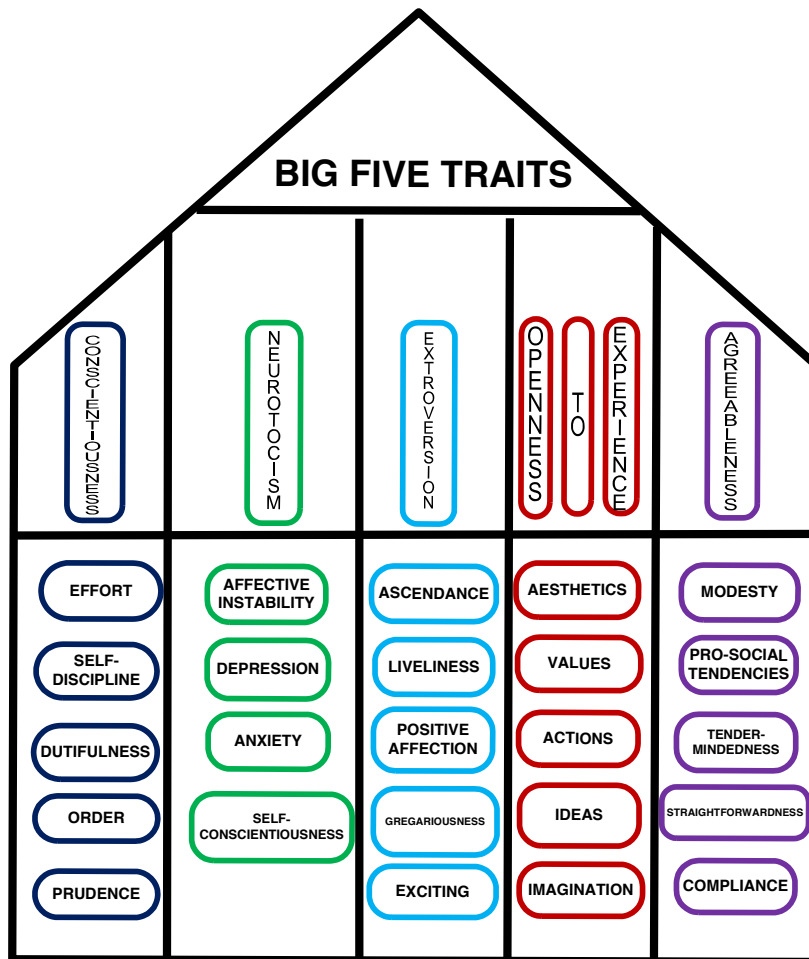 BIG FIVE TRAITS
CONSCIENTIOUSNESS
NEUROTOCISM
EXTROVERSION
OPENNESS
TO
EXPERIENCE
AGREEABLENESS
EFFORT
SELF-
DISCIPLINE
DUTIFULNESS
ORDER
PRUDENCE
AFFECTIVE
INSTABILITY
DEPRESSION
ANXIETY
SELF-
CONSCIENTIOUSNESS
ASCENDANCE
LIVELINESS
POSITIVE
AFFECTION
GREGARIOUSNESS
EXCITING
AESTHETICS
VALUES
ACTIONS
IDEAS
IMAGINATION
MODESTY
PRO-SOCIAL
TENDENCIES
TENDER-
MINDEDNESS
STRAIGHTFORWARDNESS
COMPLIANCE